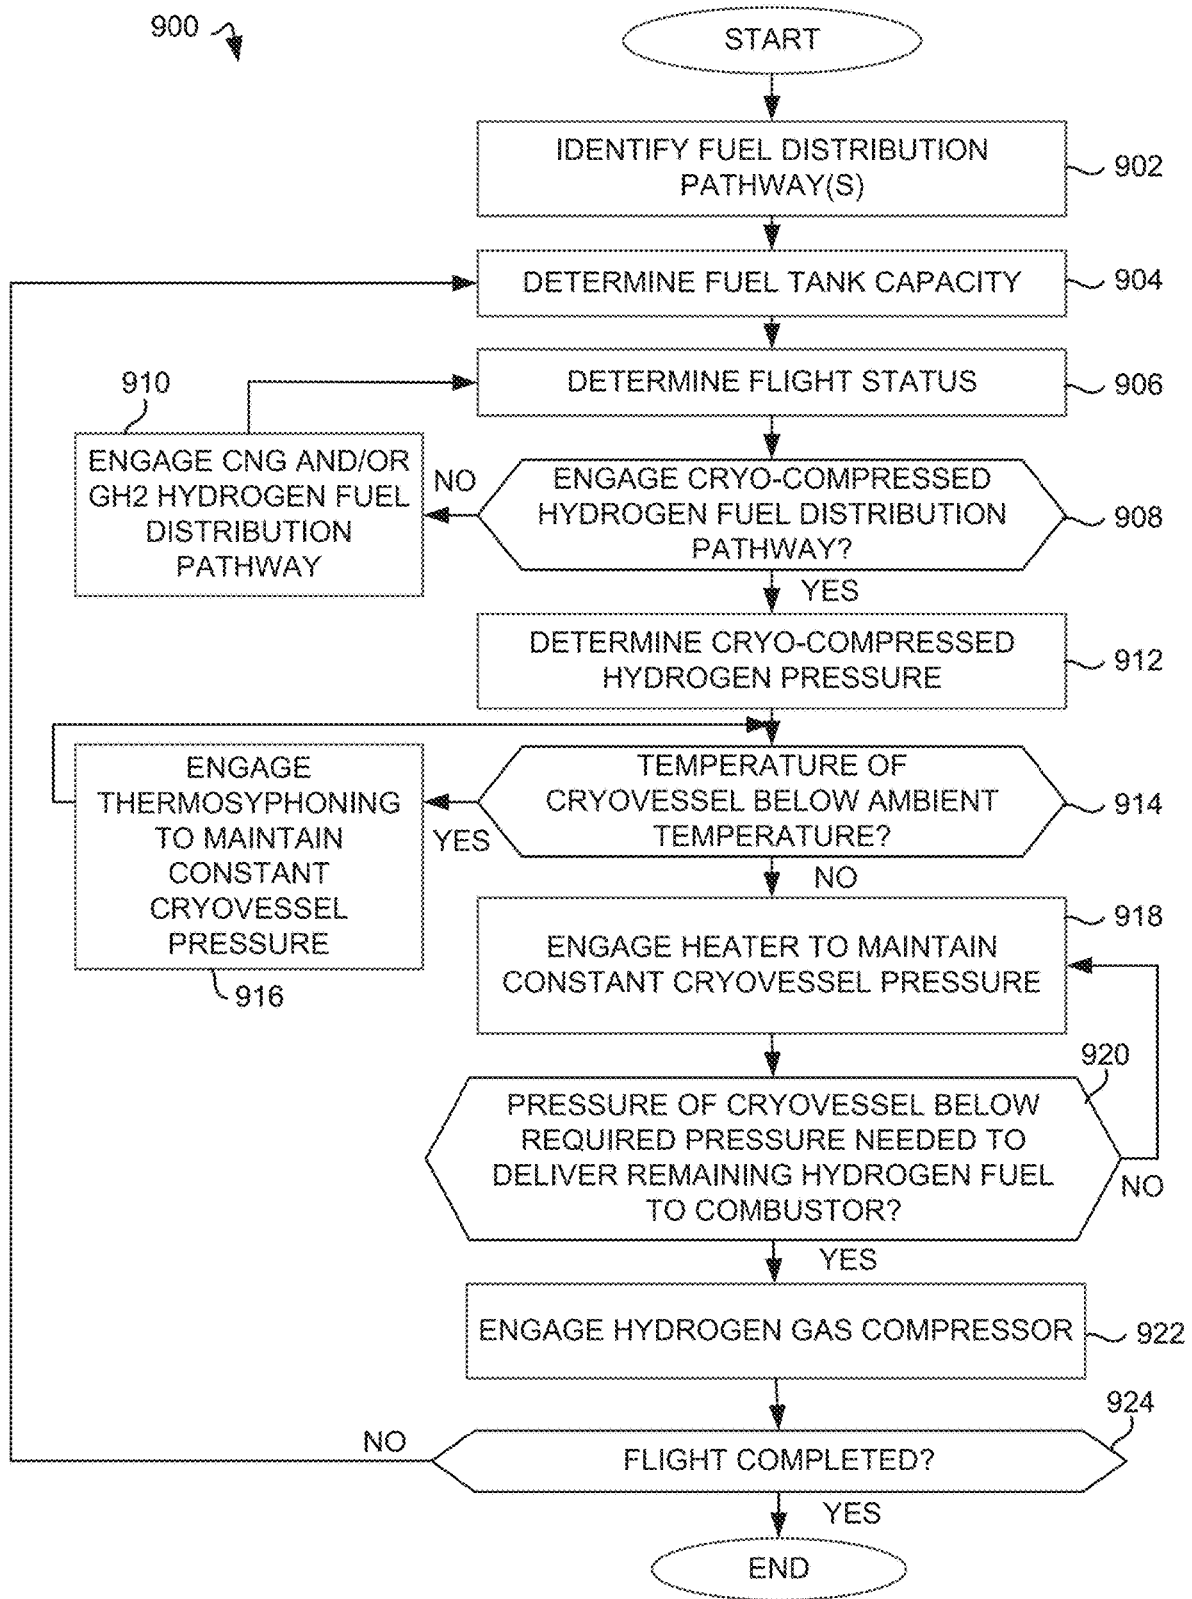 900
START
IDENTIFY FUEL DISTRIBUTION
PATHWAY(S)
902
DETERMINE FUEL TANK CAPACITY
904
DETERMINE FLIGHT STATUS
906
910
ENGAGE CNG AND/OR
GH2 HYDROGEN FUEL
DISTRIBUTION
PATHWAY
NO
ENGAGE CRYO-COMPRESSED
HYDROGEN FUEL DISTRIBUTION
PATHWAY?
908
YES
DETERMINE CRYO-COMPRESSED
HYDROGEN PRESSURE
912
ENGAGE
THERMOSYPHONING
TO MAINTAIN
CONSTANT
CRYOVESSEL
PRESSURE
916
YES
TEMPERATURE OF
CRYOVESSEL BELOW AMBIENT
TEMPERATURE?
914
NO
ENGAGE HEATER TO MAINTAIN
CONSTANT CRYOVESSEL PRESSURE
918
920
PRESSURE OF CRYOVESSEL BELOW
REQUIRED PRESSURE NEEDED TO
DELIVER REMAINING HYDROGEN FUEL
TO COMBUSTOR?
NO
YES
ENGAGE HYDROGEN GAS COMPRESSOR
922
924
NO
FLIGHT COMPLETED?
YES
END